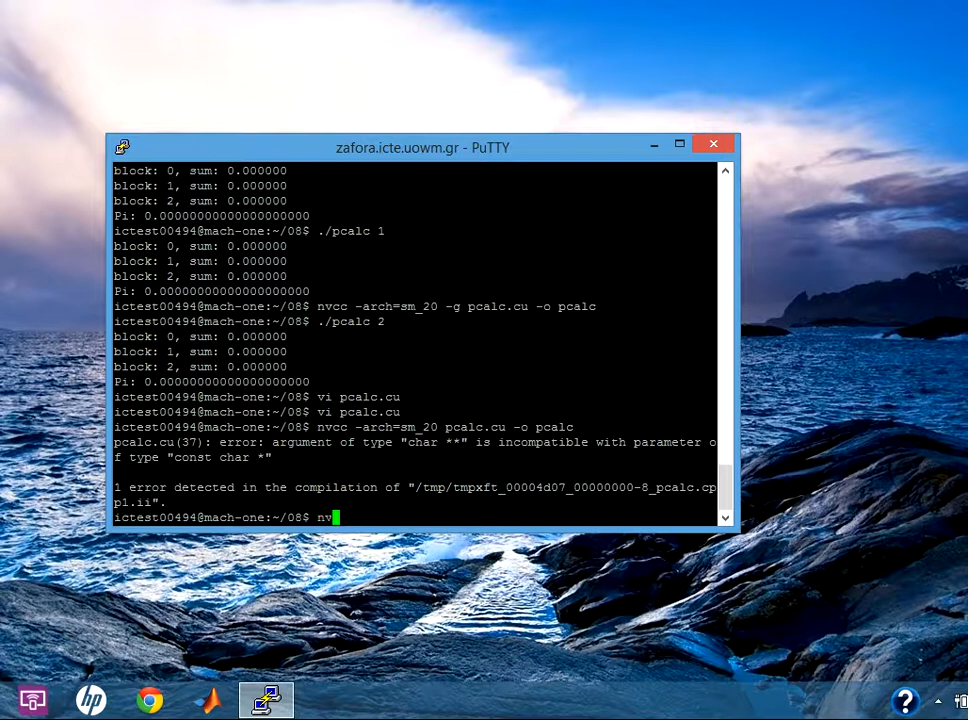 zafora.icte.uowm.gr - PuTTY
block: 0, sum: 0.000000
block: 1, sum: 0.000000
block: 2, sum: 0.000000
Pi: 0.00000000000000000000
ictest00494@mach-one:~/08$ ./pcalc 1
block: 0, sum: 0.000000
block: 1, sum: 0.000000
block: 2, sum: 0.000000
Pi: 0.00000000000000000000
ictest00494@mach-one:~/08$ nvcc -arch=sm_20 -g pcalc.cu -o pcalc
ictest00494@mach-one:~/08$ ./pcalc 2
block: 0, sum: 0.000000
block: 1, sum: 0.000000
block: 2, sum: 0.000000
Pi: 0.00000000000000000000
ictest00494@mach-one:~/08$ vi pcalc.cu
ictest00494@mach-one:~/08$ vi pcalc.cu
ictest00494@mach-one:~/08$ nvcc -arch=sm_20 pcalc.cu -o pcalc
pcalc.cu(37): error: argument of type "char **" is incompatible with parameter o
f type "const char *"
1 error detected in the compilation of "/tmp/tmpxft_00004d07_00000000-8_pcalc.cp
p1.ii".
ictest00494@mach-one:~/08$ nv
hp
?